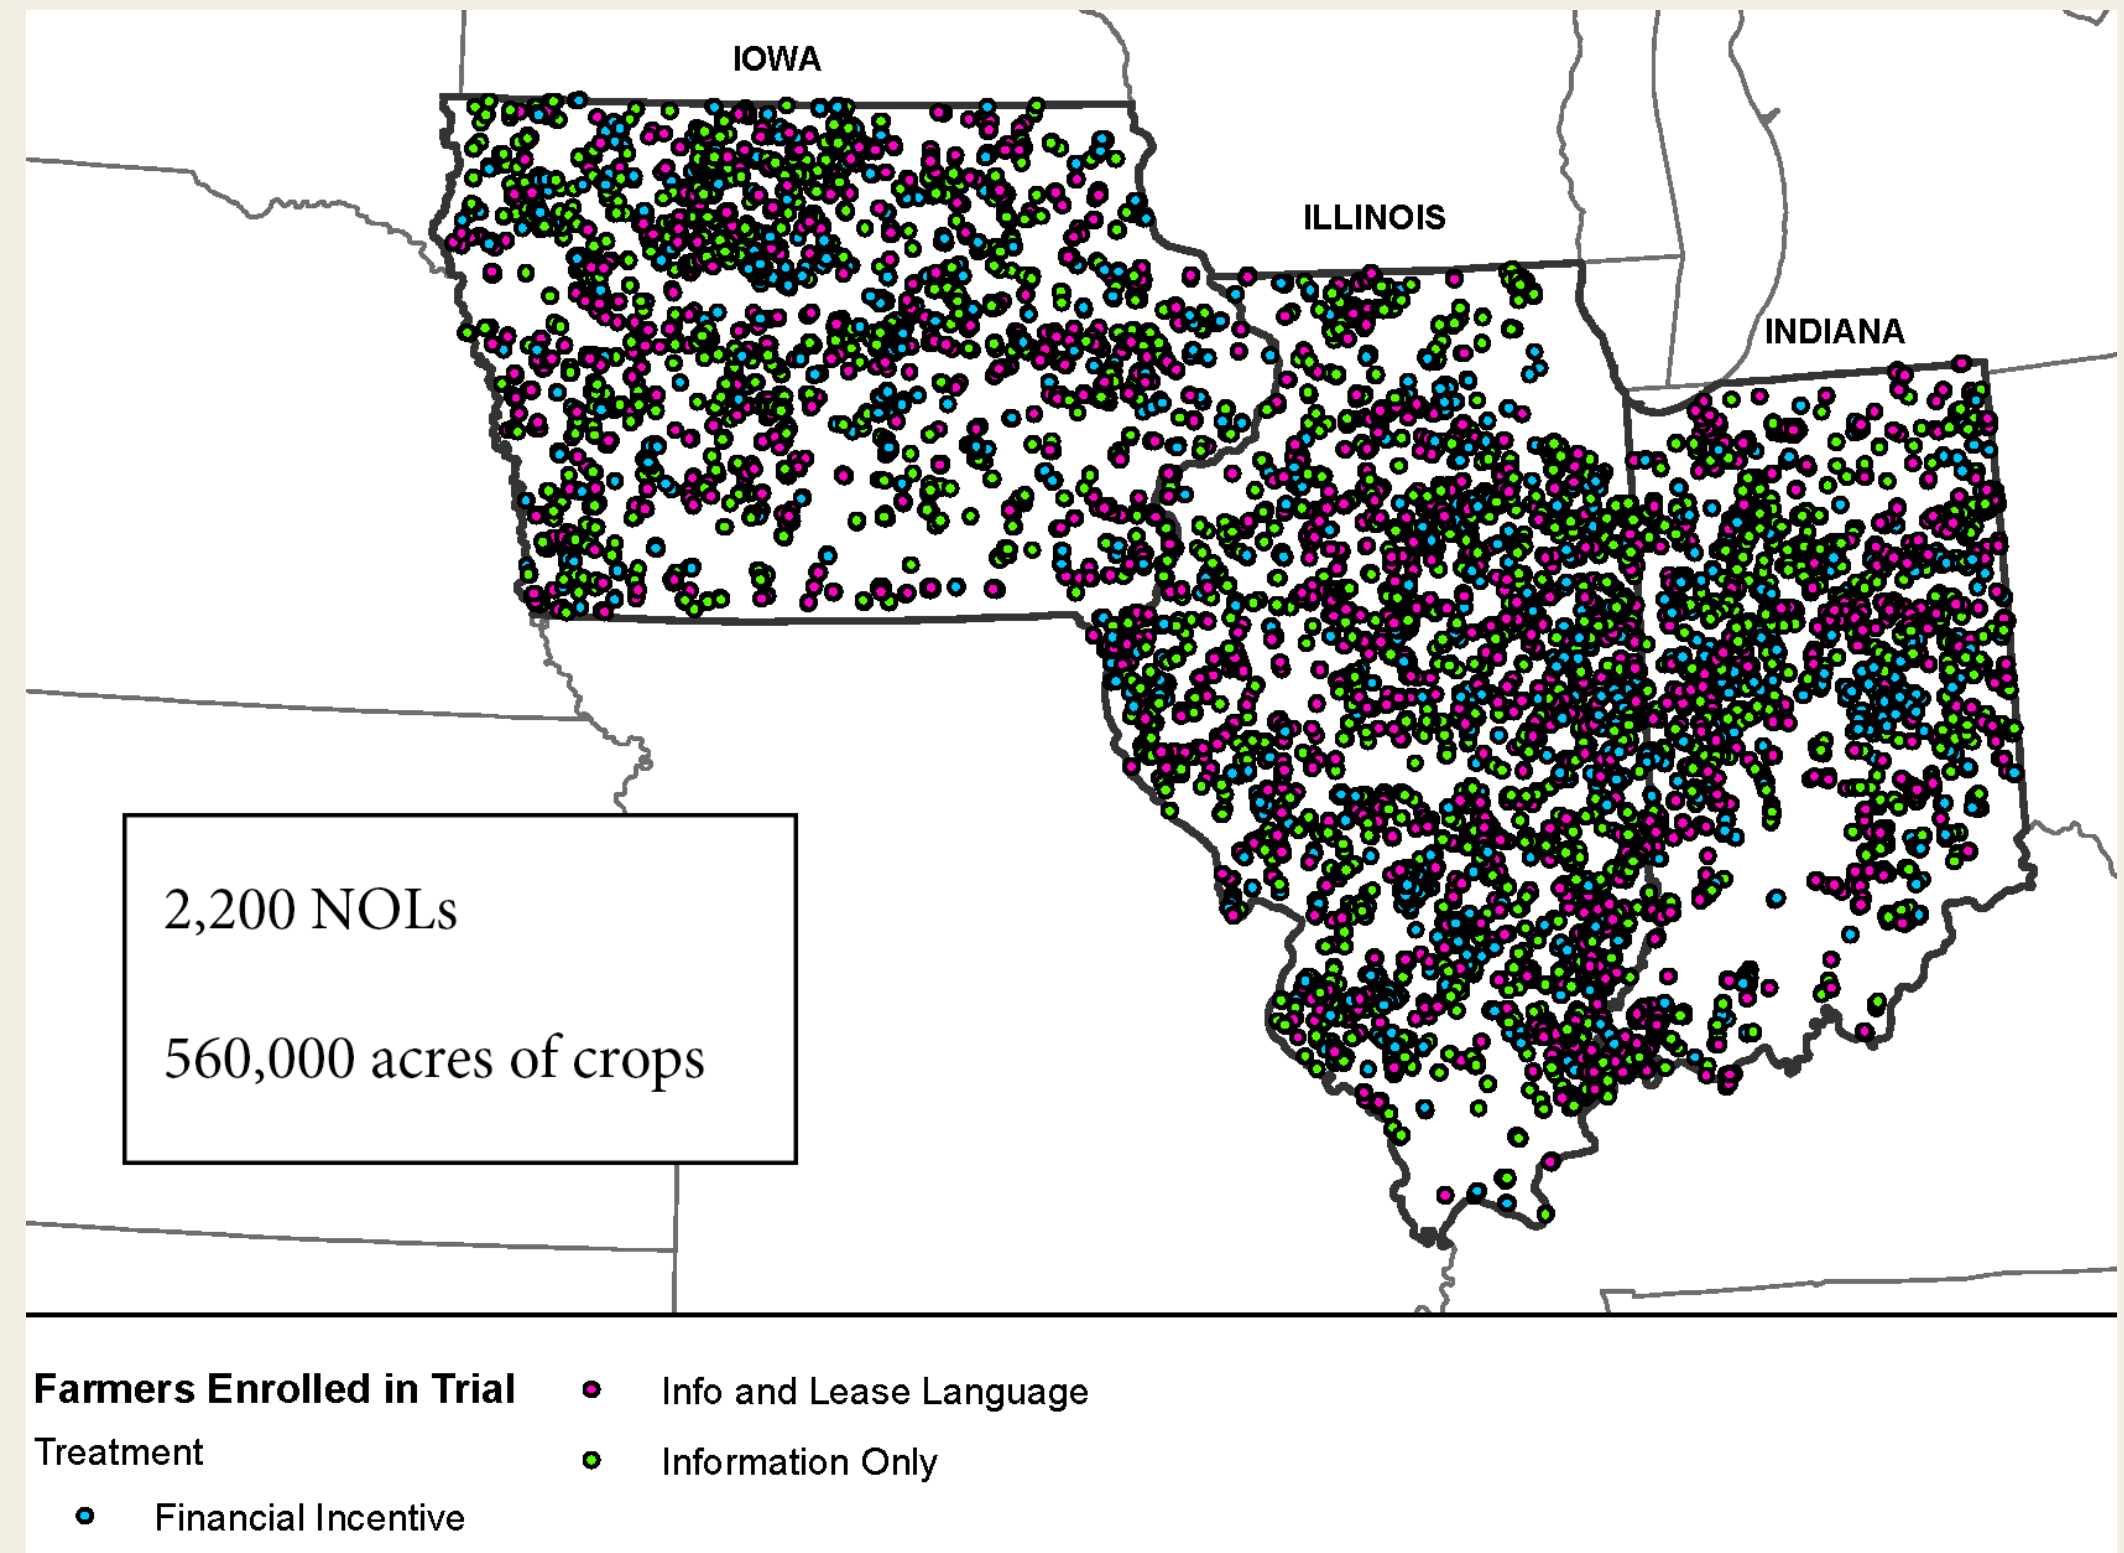 IOWA
ILLINOIS
INDIANA
2,200 NOLs
560,000 acres of crops
Farmers Enrolled in Trial
Treatment
Financial Incentive
Info and Lease Language
Information Only